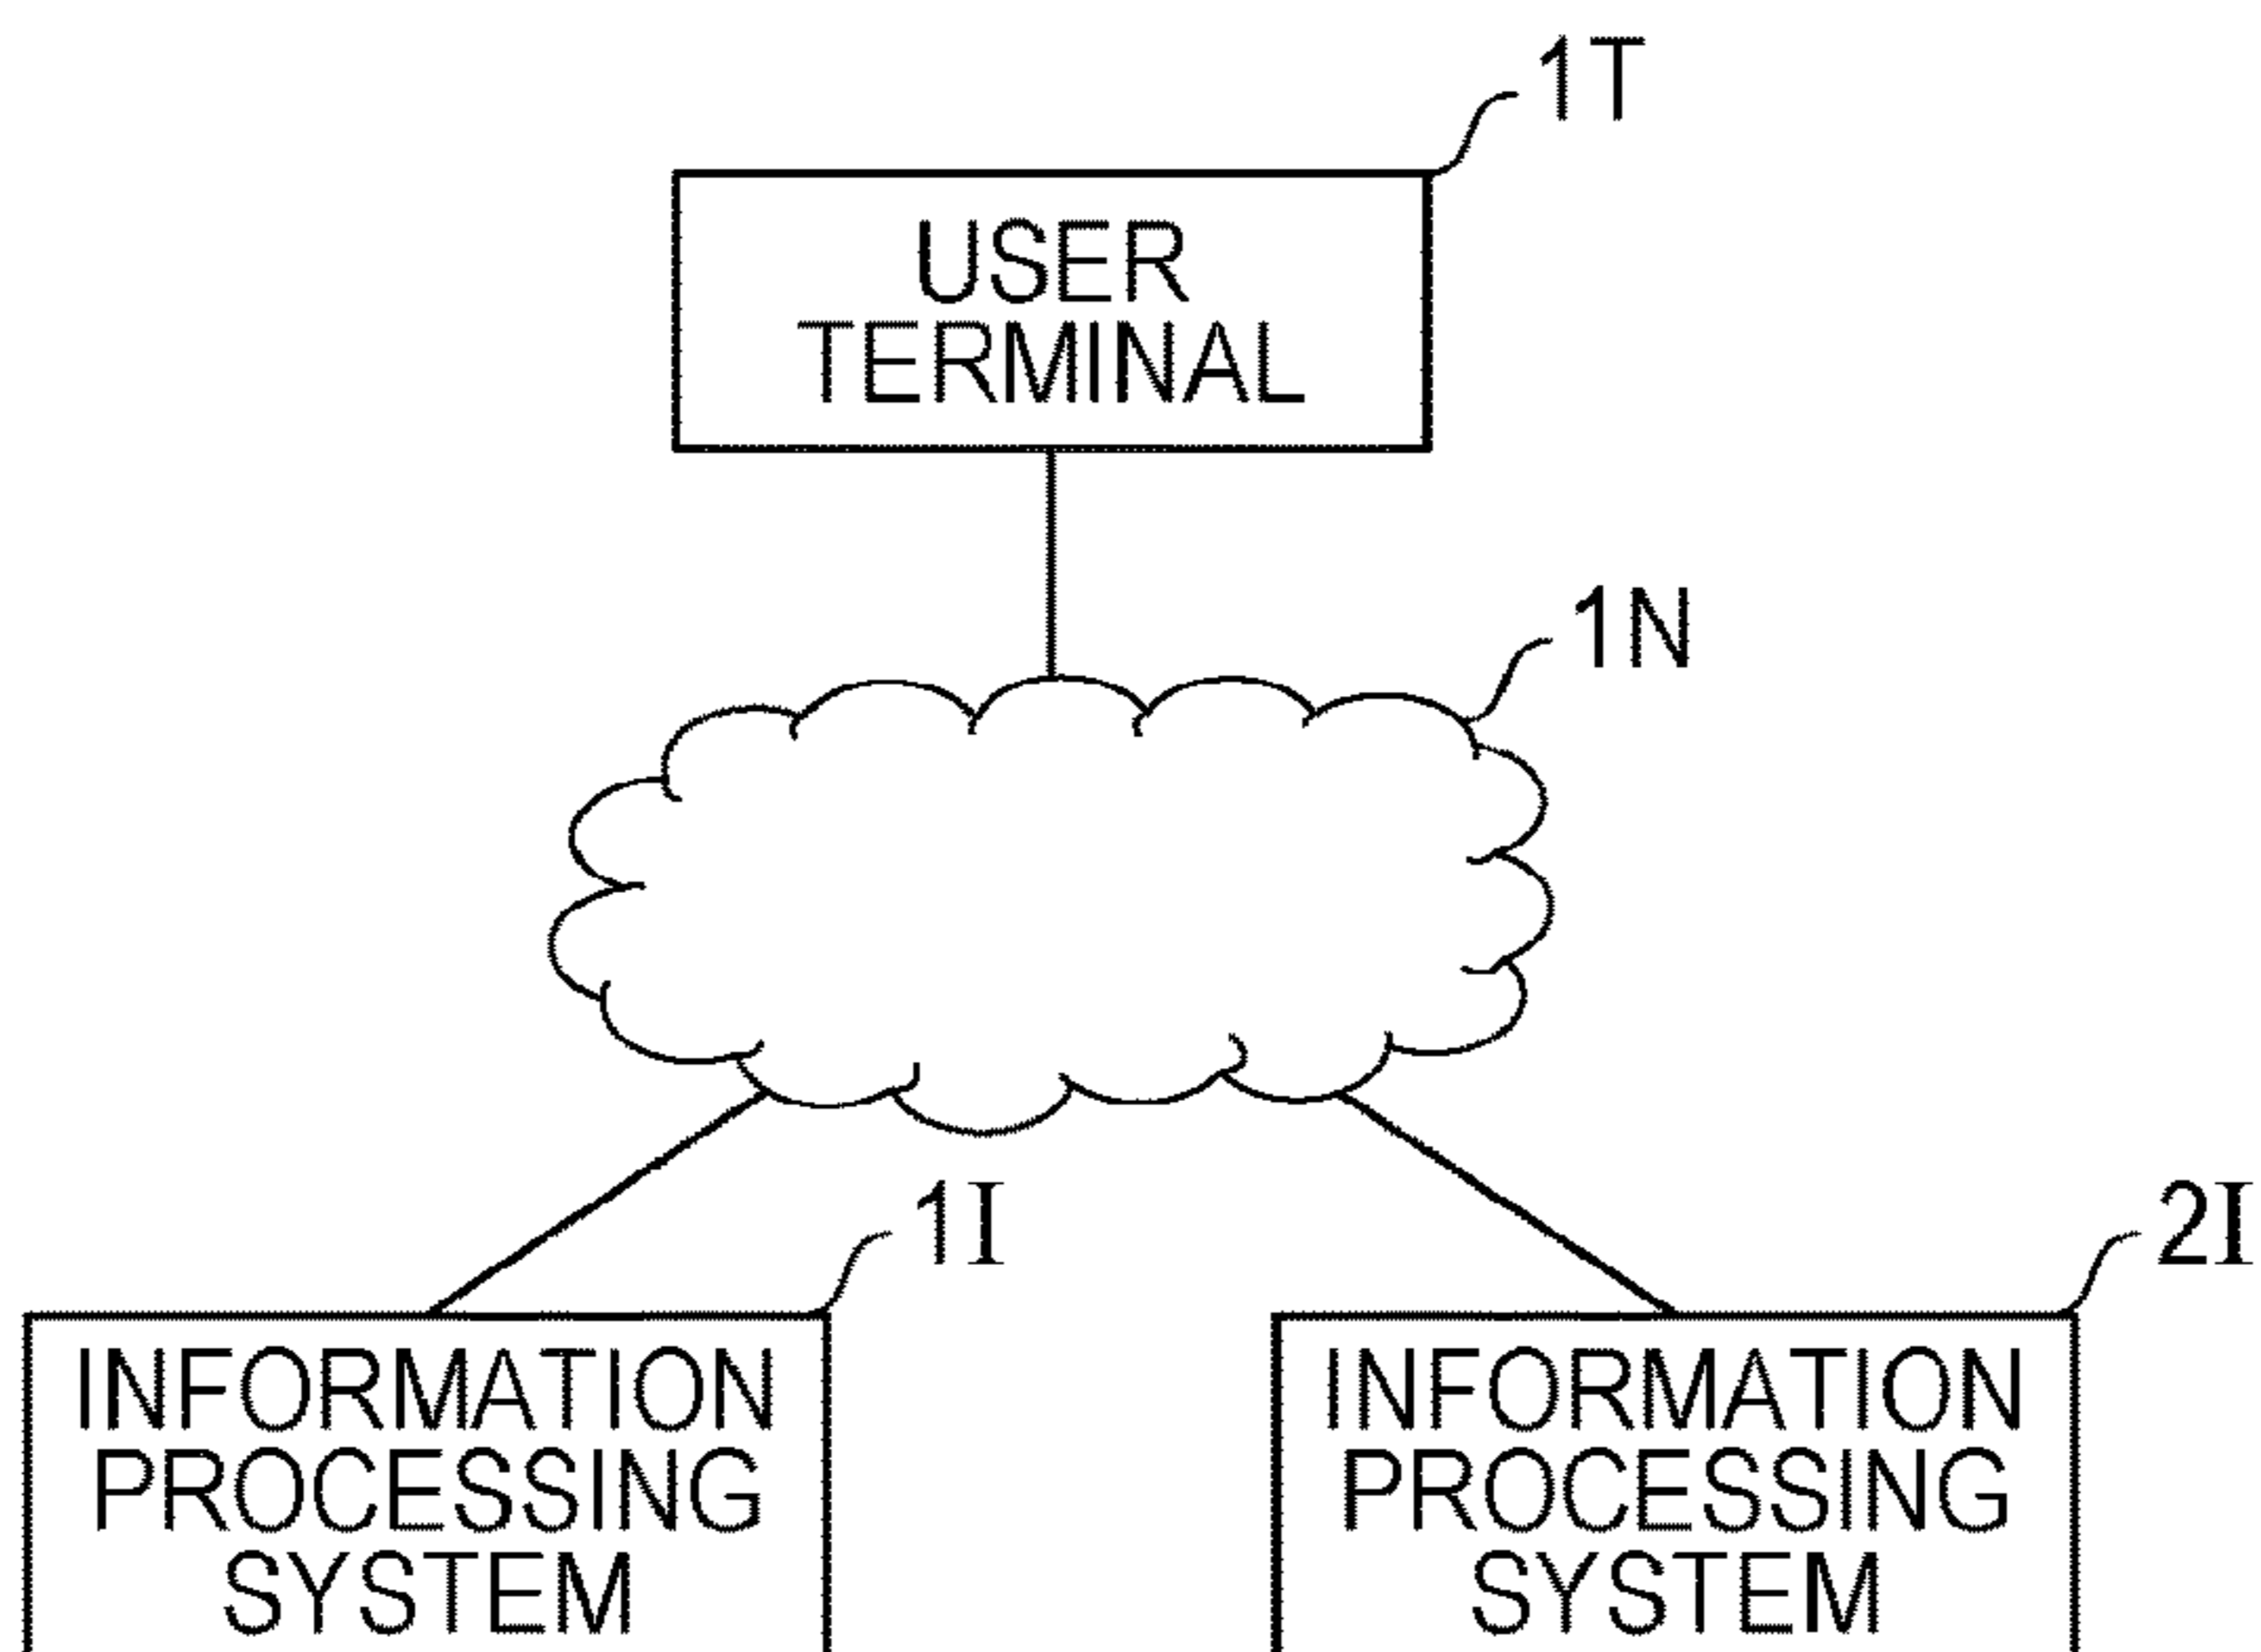 1T
USER
TERMINAL
1N
1I
2I
INFORMATION
PROCESSING
SYSTEM
INFORMATION
PROCESSING
SYSTEM